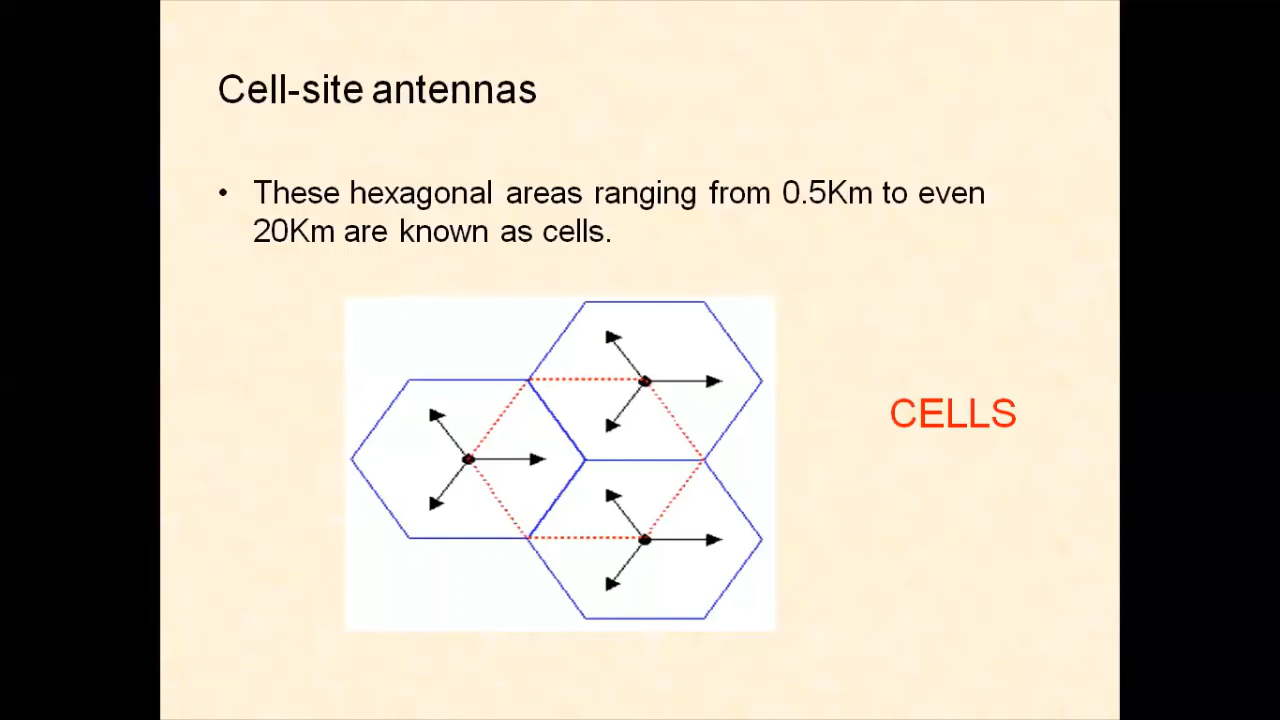 Cell-site antennas
• These hexagonal areas ranging from 0.5Km to even
20Km are known as cells.
CELLS